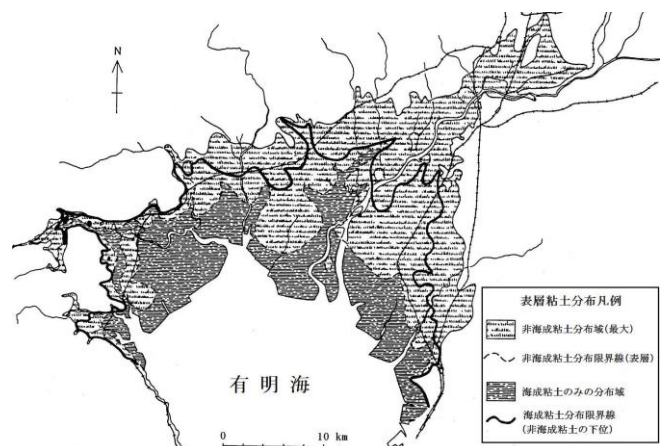 N
有明海
0 10 km
表層粘土分布凡例
非海成粘土分布域(最大)
非海成粘土分布限界線(表層)
海成粘土のみの分布域
海成粘土分布限界線
(非海成粘土の下位)